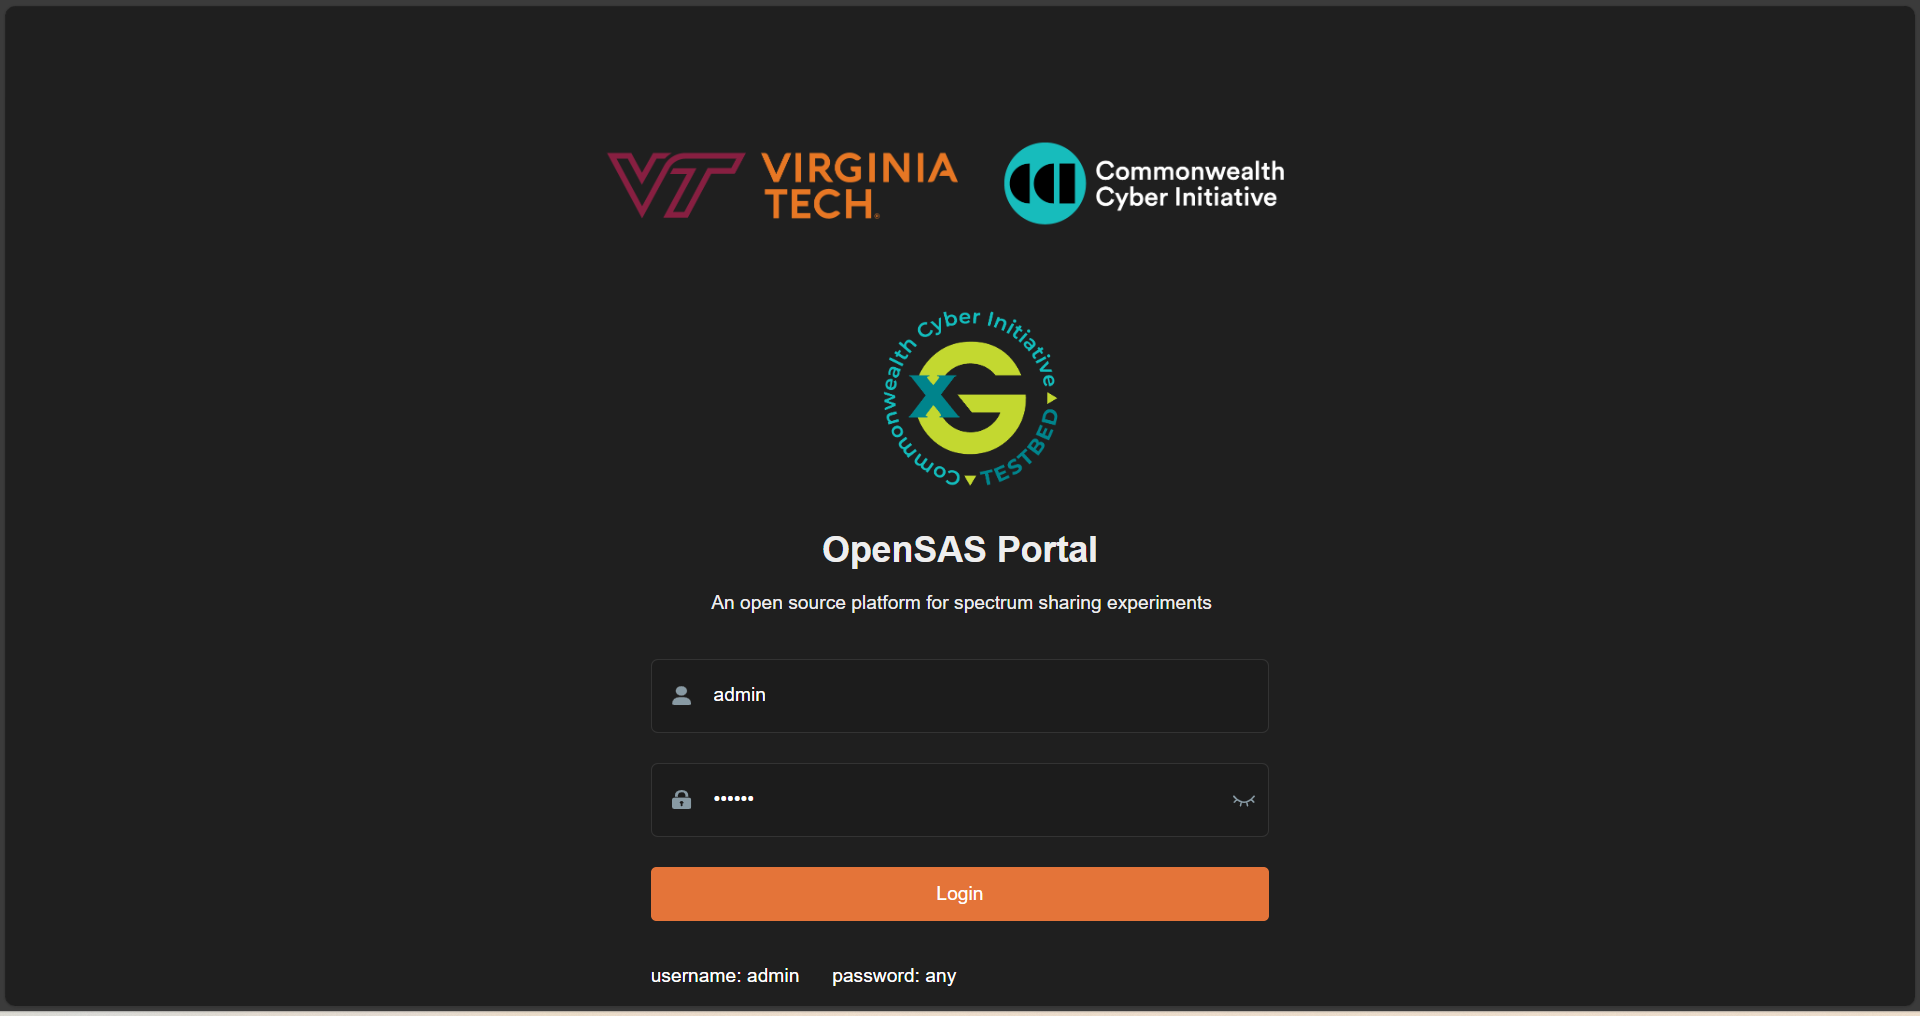 VT VIRGINIA TECH.
Commonwealth Cyber Initiative
Commonwealth Cyber Initiative TESTBED
xG
OpenSAS Portal
An open source platform for spectrum sharing experiments
admin
••••••
Login
username: admin password: any